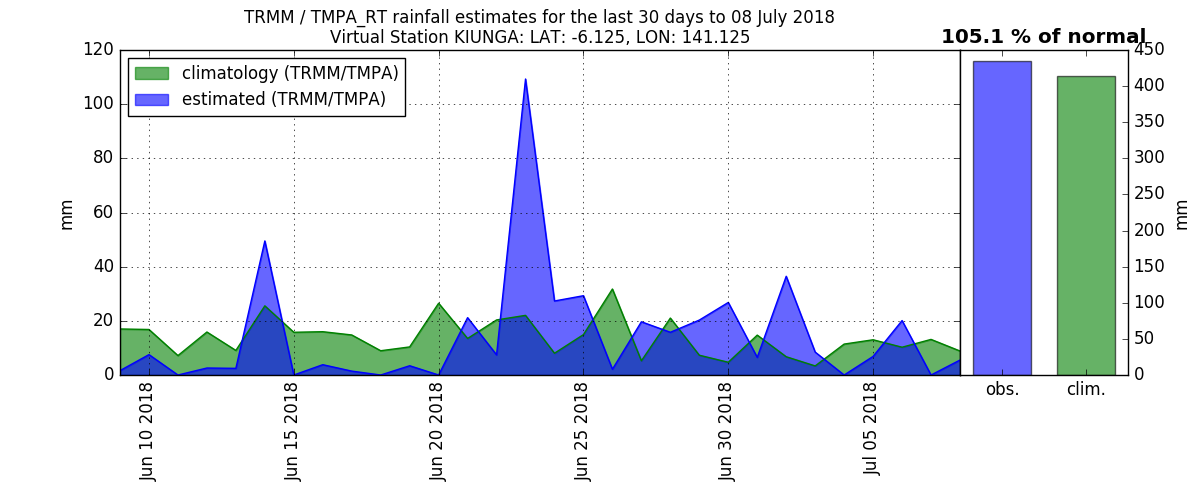 TRMM / TMPA_RT rainfall estimates for the last 30 days to 08 July 2018
Virtual Station KIUNGA: LAT: -6.125, LON: 141.125
105.1 % of normal
climatology (TRMM/TMPA)
estimated (TRMM/TMPA)
120
100
80
60
40
20
0
mm
Jun 10 2018
Jun 15 2018
Jun 20 2018
Jun 25 2018
Jun 30 2018
Jul 05 2018
obs.
clim.
450
400
350
300
250
200
150
100
50
0
mm